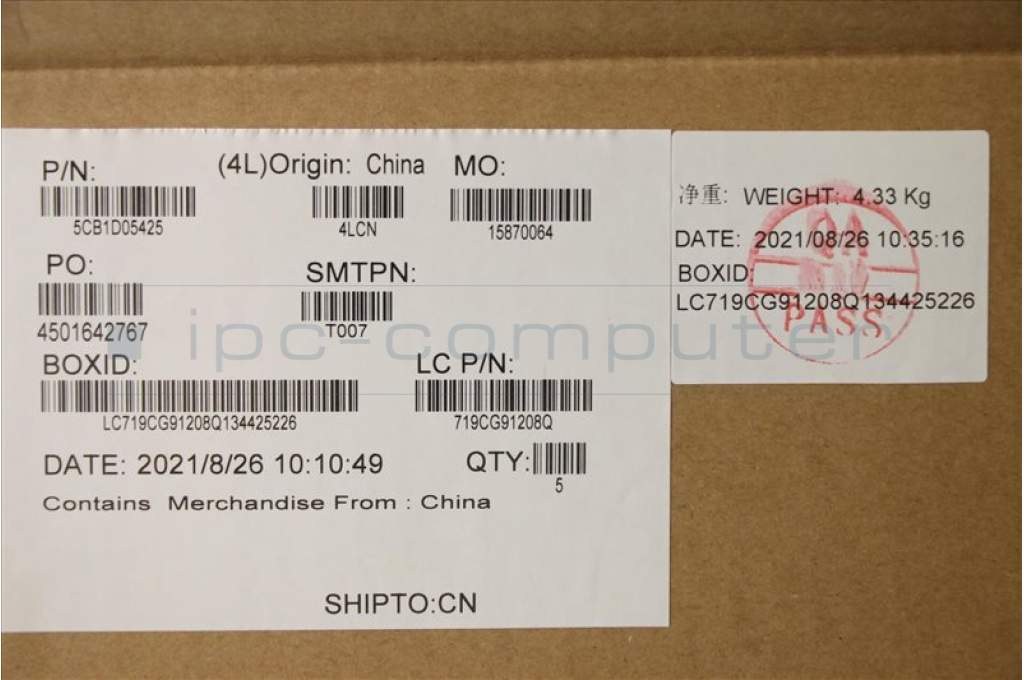 P/N:
5CB1D05425
(4L)Origin: China
4LCN
MO:
15870064
PO:
4501642767
SMTPN:
T007
BOXID:
LC719CG91208Q134425226
LC P/N:
719CG91208Q
DATE: 2021/8/26 10:10:49
QTY:
5
Contains Merchandise From : China
SHIPTO:CN
净重: WEIGHT: 4.33 Kg
DATE: 2021/08/26 10:35:16
BOXID:
LC719CG91208Q134425226
QA
PASS
ipc-computer